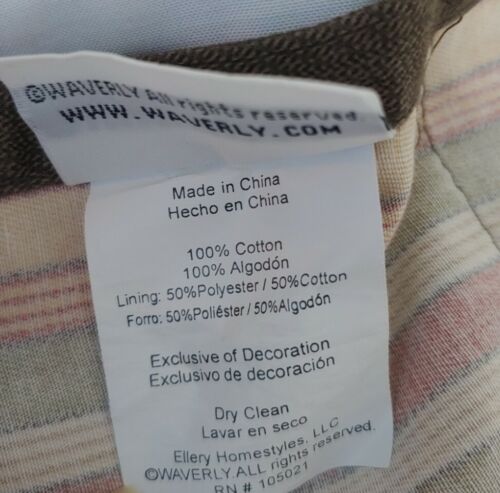 ©WAVERLY All rights reserved.
WWW.WAVERLY.COM
Made in China
Hecho en China
100% Cotton
100% Algodón
Lining: 50%Polyester / 50%Cotton
Forro: 50%Poliéster / 50%Algodón
Exclusive of Decoration
Exclusivo de decoración
Dry Clean
Lavar en seco
Ellery Homestyles, LLC
©WAVERLY.ALL rights reserved.
RN # 105021